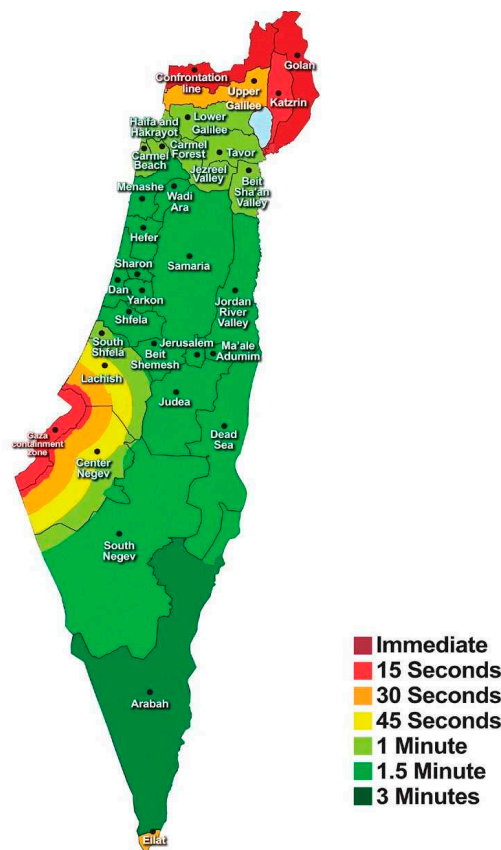 Golan
Confrontation
line
Upper
Galilee
Katzrin
Lower
Galilee
Haifa and
Hakrayot
Carmel
Forest
Carmel
Beach
Tavor
Jezreel
Valley
Beit
Sha'an
Valley
Menashe
Wadi
Ara
Hefer
Samaria
Sharon
Dan
Yarkon
Jordan
River
Valley
Shfela
South
Shfela
Jerusalem
Beit
Shemesh
Ma'ale
Adumim
Lachish
Judea
Gaza
containment
zone
Dead
Sea
Center
Negev
South
Negev
Arabah
Eilat
Immediate
15 Seconds
30 Seconds
45 Seconds
1 Minute
1.5 Minute
3 Minutes